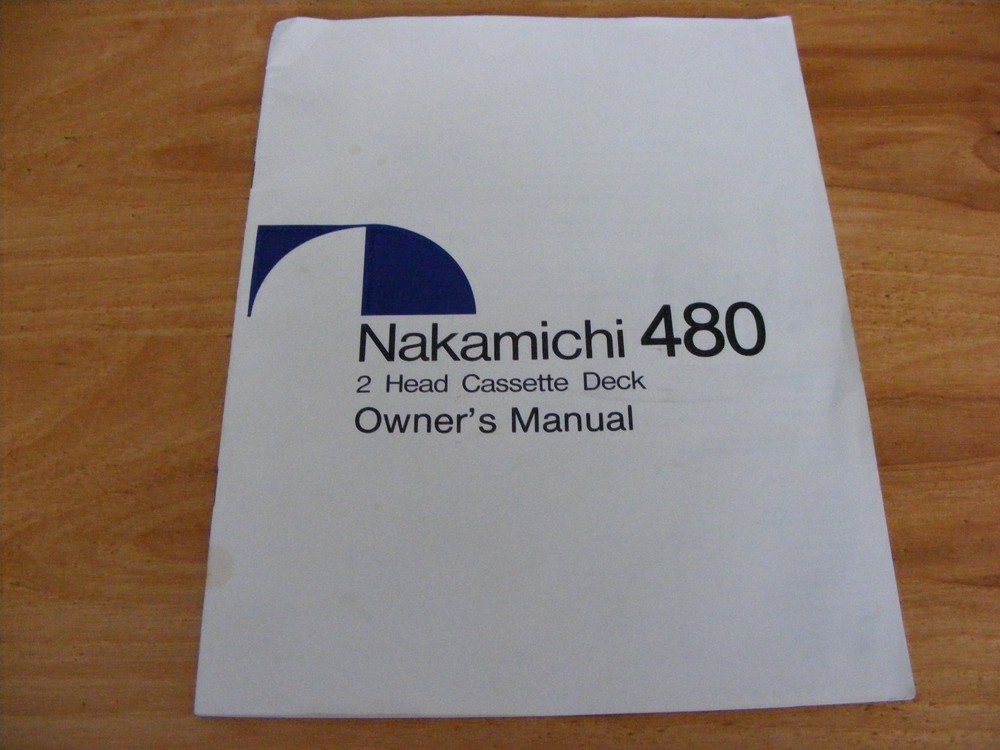 Nakamichi 480
2 Head Cassette Deck
Owner's Manual